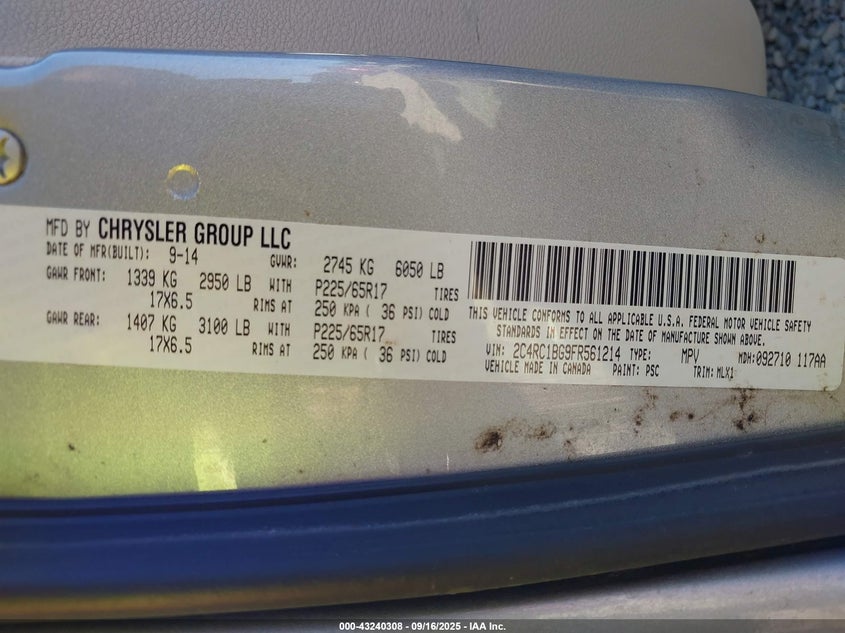 MFD BY CHRYSLER GROUP LLC
DATE OF MFR(BUILT): 9-14 GVWR: 2745 KG 6050 LB
GAWR FRONT: 1339 KG 2950 LB WITH P225/65R17 TIRES
17X6.5 RIMS AT 250 KPA ( 36 PSI) COLD
GAWR REAR: 1407 KG 3100 LB WITH P225/65R17 TIRES
17X6.5 RIMS AT 250 KPA ( 36 PSI) COLD
THIS VEHICLE CONFORMS TO ALL APPLICABLE U.S.A. FEDERAL MOTOR VEHICLE SAFETY
STANDARDS IN EFFECT ON THE DATE OF MANUFACTURE SHOWN ABOVE.
VIN: 2C4RC1BG9FR561214 TYPE: MPV MDH:092710 117AA
VEHICLE MADE IN CANADA PAINT: PSC TRIM: MLX1
000-43240308 - 09/16/2025 - IAA Inc.